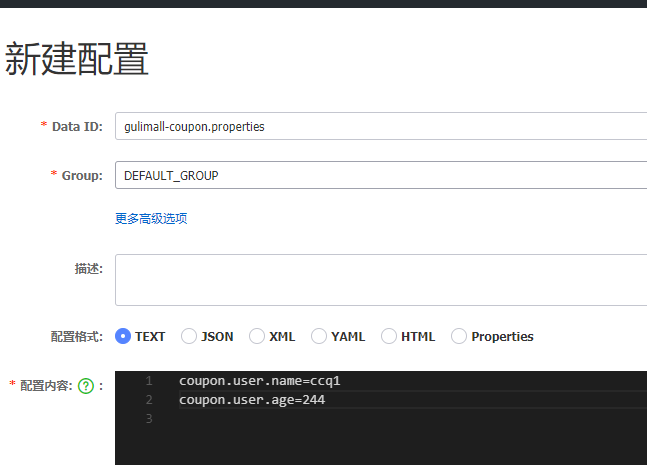 新建配置
* Data ID: gulimall-coupon.properties
* Group: DEFAULT_GROUP
更多高级选项
描述:
配置格式: TEXT JSON XML YAML HTML Properties
* 配置内容: ? :
1 coupon.user.name=ccq1
2 coupon.user.age=244
3